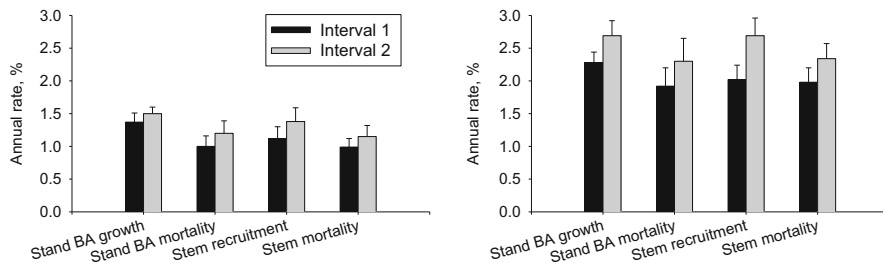 Annual rate, %
3.0
2.5
2.0
1.5
1.0
0.5
0.0
Interval 1
Interval 2
Stand BA growth
Stand BA mortality
Stem recruitment
Stem mortality
Annual rate, %
3.0
2.5
2.0
1.5
1.0
0.5
0.0
Stand BA growth
Stand BA mortality
Stem recruitment
Stem mortality